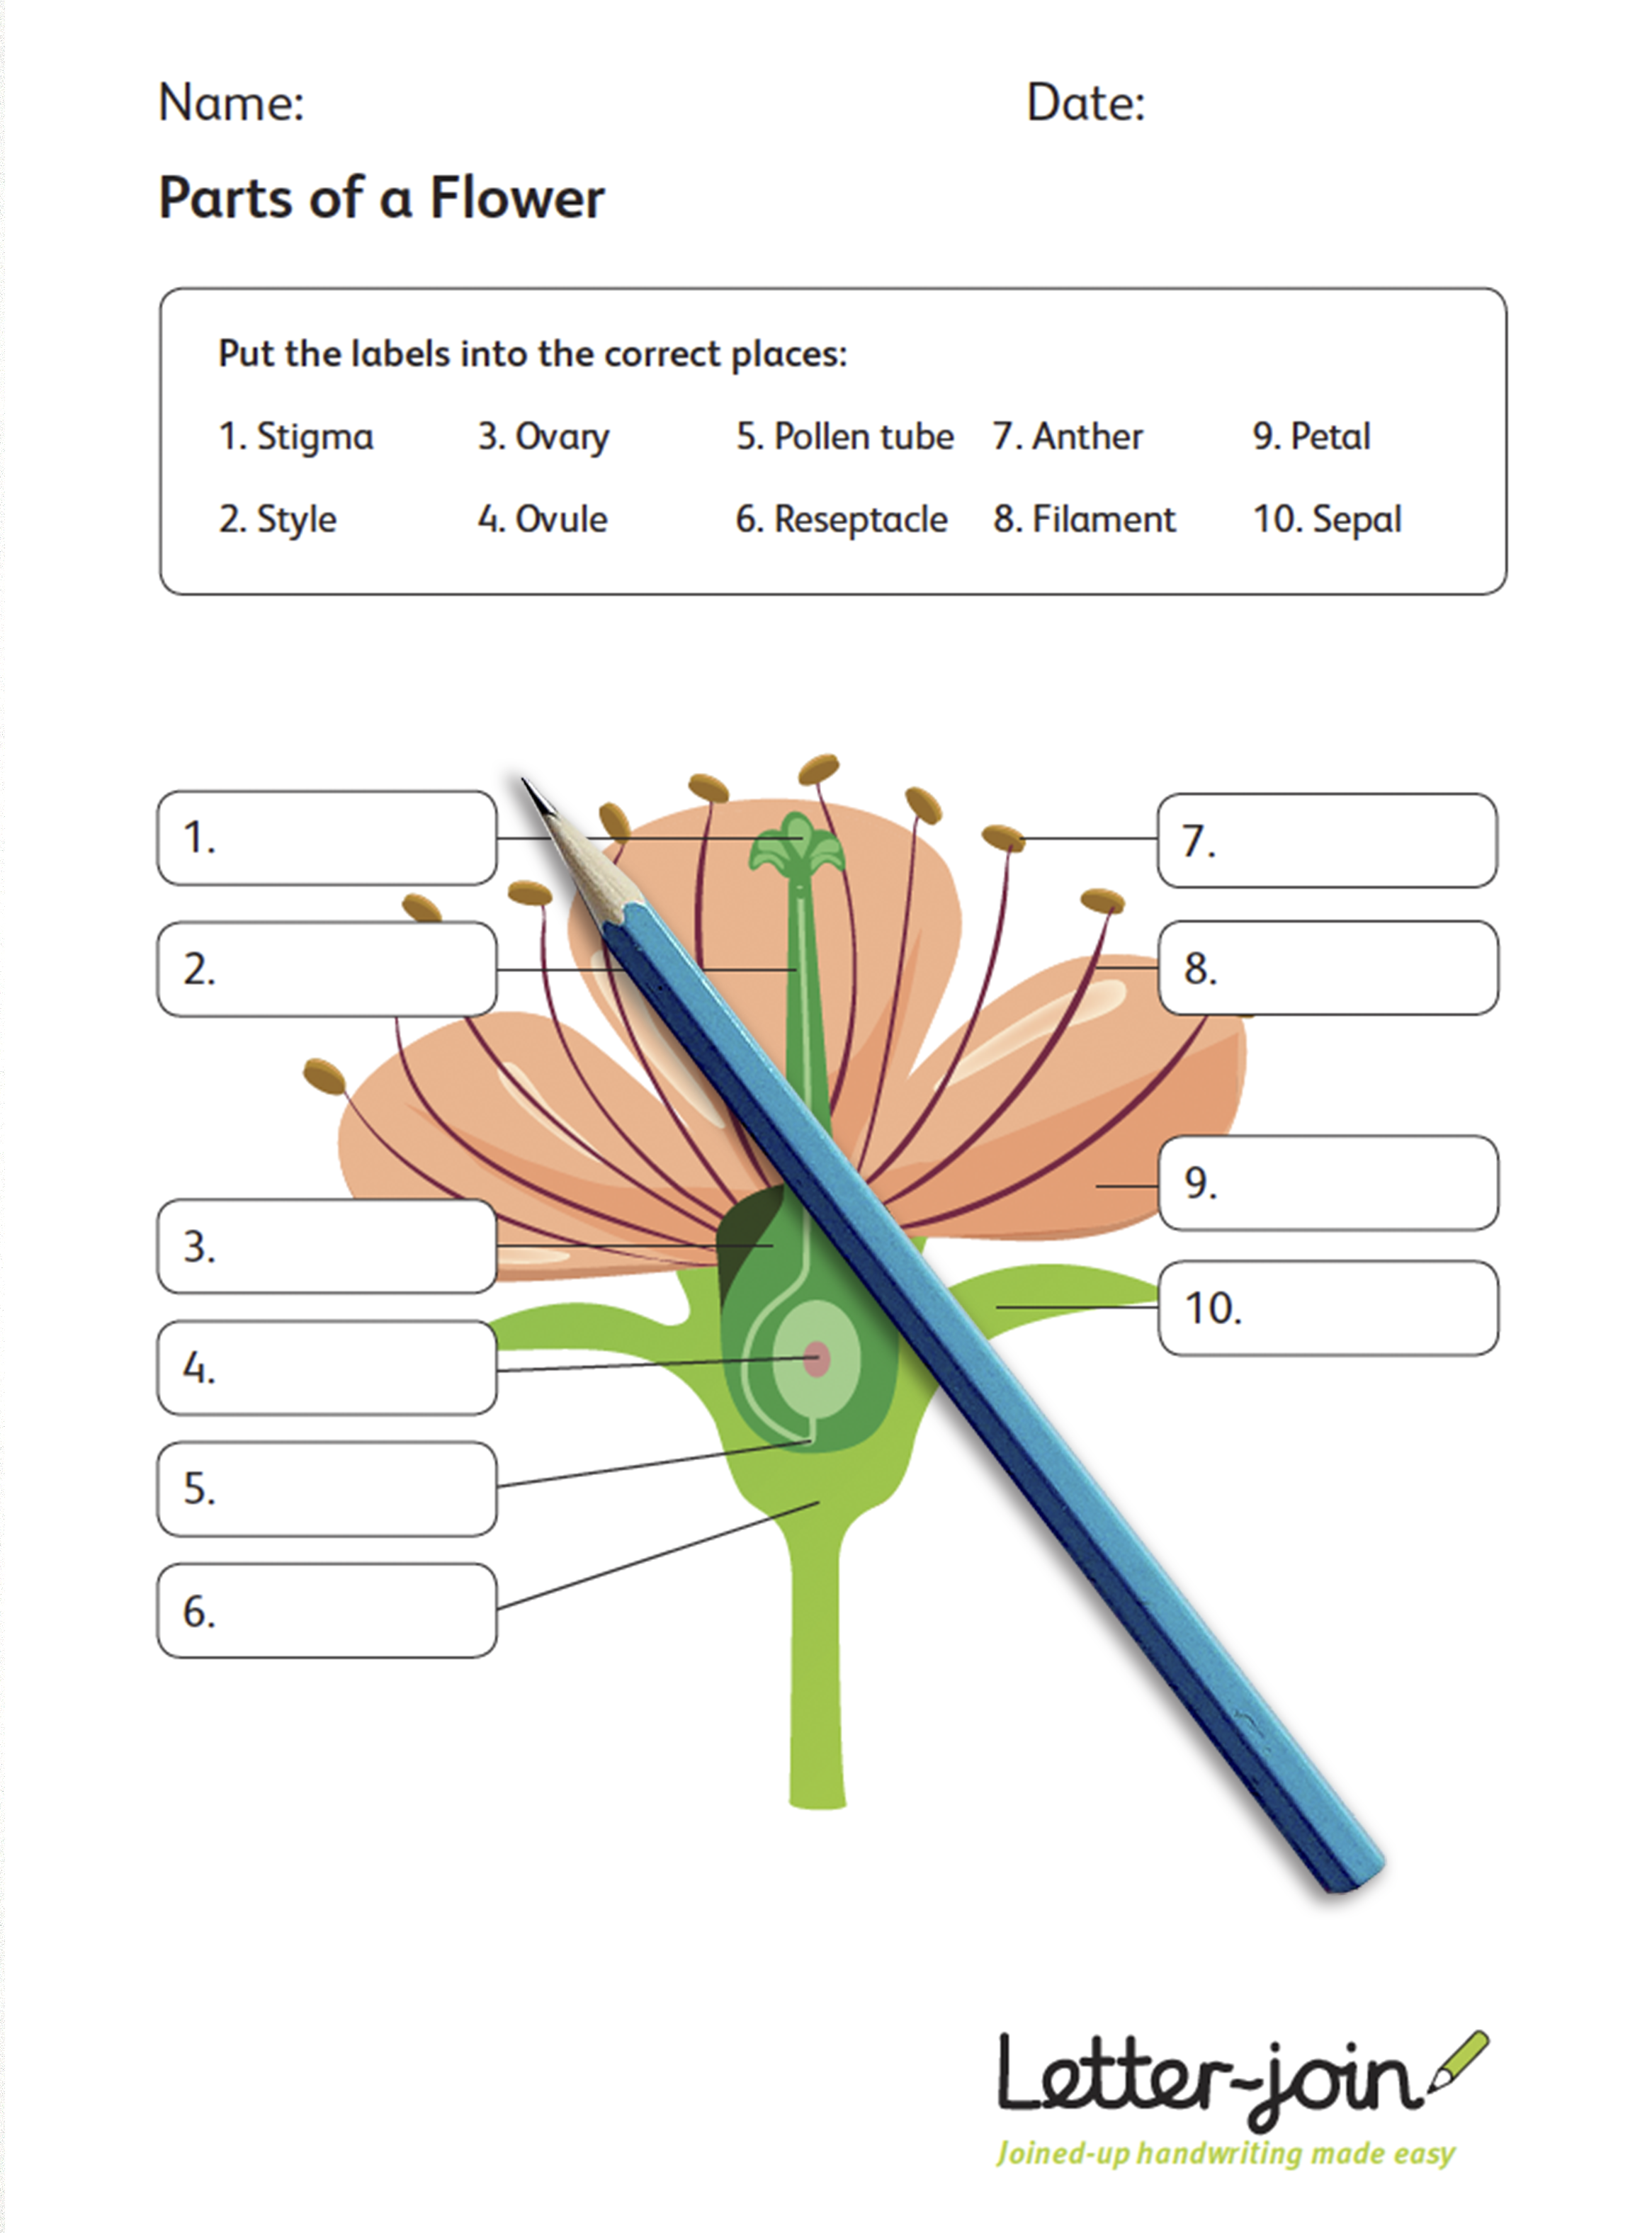 Name: Date:
Parts of a Flower
Put the labels into the correct places:
1. Stigma 3. Ovary 5. Pollen tube 7. Anther 9. Petal
2. Style 4. Ovule 6. Reseptacle 8. Filament 10. Sepal
1. 7.
2. 8.
9.
3.
10.
4.
5.
6.
Letter-join
Joined-up handwriting made easy